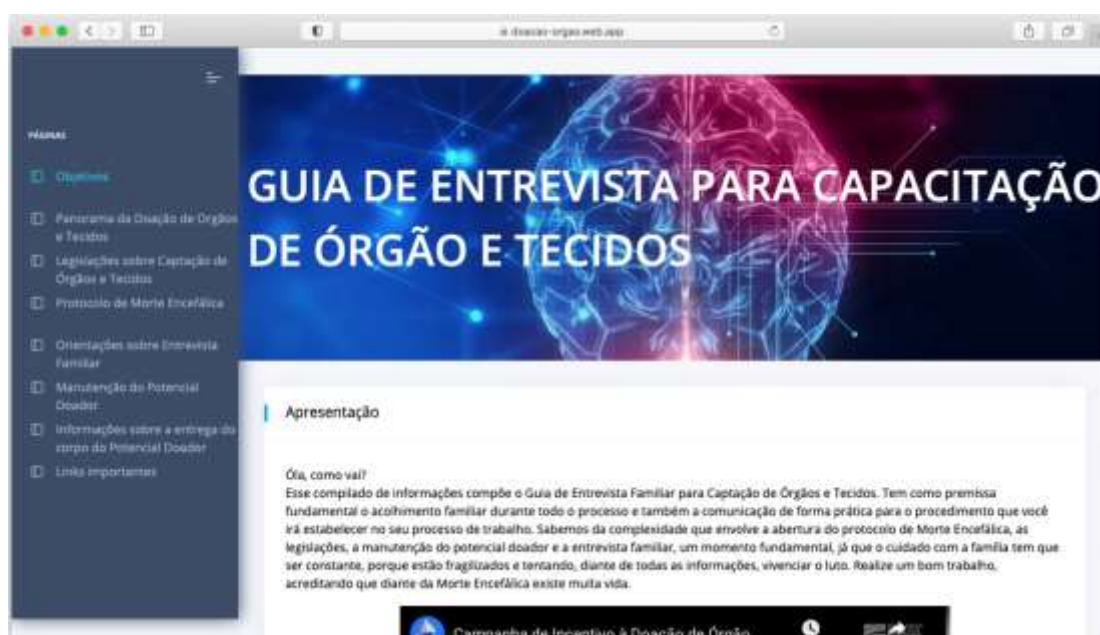 doacao-orgao.web.app
PÁGINAS
Objetivos
Panorama da Doação de Órgãos
e Tecidos
Legislações sobre Captação de
Órgãos e Tecidos
Protocolo de Morte Encefálica
Orientações sobre Entrevista
Familiar
Manutenção do Potencial
Doador
Informações sobre a entrega do
corpo do Potencial Doador
Links importantes
GUIA DE ENTREVISTA PARA CAPACITAÇÃO
DE ÓRGÃO E TECIDOS
Apresentação
Óla, como vai?
Esse compilado de informações compõe o Guia de Entrevista Familiar para Captação de Órgãos e Tecidos. Tem como premissa
fundamental o acolhimento familiar durante todo o processo e também a comunicação de forma prática para o procedimento que você
irá estabelecer no seu processo de trabalho. Sabemos da complexidade que envolve a abertura do protocolo de Morte Encefálica, as
legislações, a manutenção do potencial doador e a entrevista familiar, um momento fundamental, já que o cuidado com a família tem que
ser constante, porque estão fragilizados e tentando, diante de todas as informações, vivenciar o luto. Realize um bom trabalho,
acreditando que diante da Morte Encefálica existe muita vida.
Campanha de Incentivo à Doação de Órgão